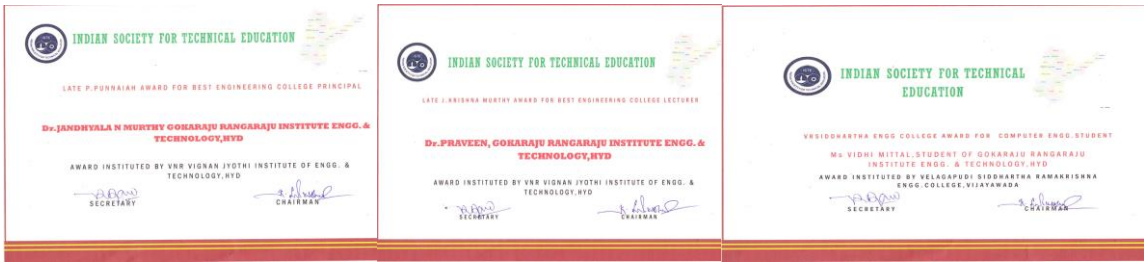 INDIAN SOCIETY FOR TECHNICAL EDUCATION
LATE P.PUNNAIAH AWARD FOR BEST ENGINEERING COLLEGE PRINCIPAL
Dr.JANDHYALA N MURTHY GOKARAJU RANGARAJU INSTITUTE ENGG. &
TECHNOLOGY,HYD
AWARD INSTITUTED BY VNR VIGNAN JYOTHI INSTITUTE OF ENGG. &
TECHNOLOGY,HYD
SECRETARY
CHAIRMAN
INDIAN SOCIETY FOR TECHNICAL EDUCATION
LATE J.KRISHNA MURTHY AWARD FOR BEST ENGINEERING COLLEGE LECTURER
Dr.PRAVEEN, GOKARAJU RANGARAJU INSTITUTE ENGG. &
TECHNOLOGY,HYD
AWARD INSTITUTED BY VNR VIGNAN JYOTHI INSTITUTE OF ENGG. &
TECHNOLOGY,HYD
SECRETARY
CHAIRMAN
INDIAN SOCIETY FOR TECHNICAL
EDUCATION
VRSIDDHARTHA ENGG COLLEGE AWARD FOR COMPUTER ENGG.STUDENT
Ms VIDHI MITTAL,STUDENT OF GOKARAJU RANGARAJU
INSTITUTE ENGG. & TECHNOLOGY,HYD
AWARD INSTITUTED BY VELAGAPUDI SIDDHARTHA RAMAKRISHNA
ENGG.COLLEGE,VIJAYAWADA
SECRETARY
CHAIRMAN